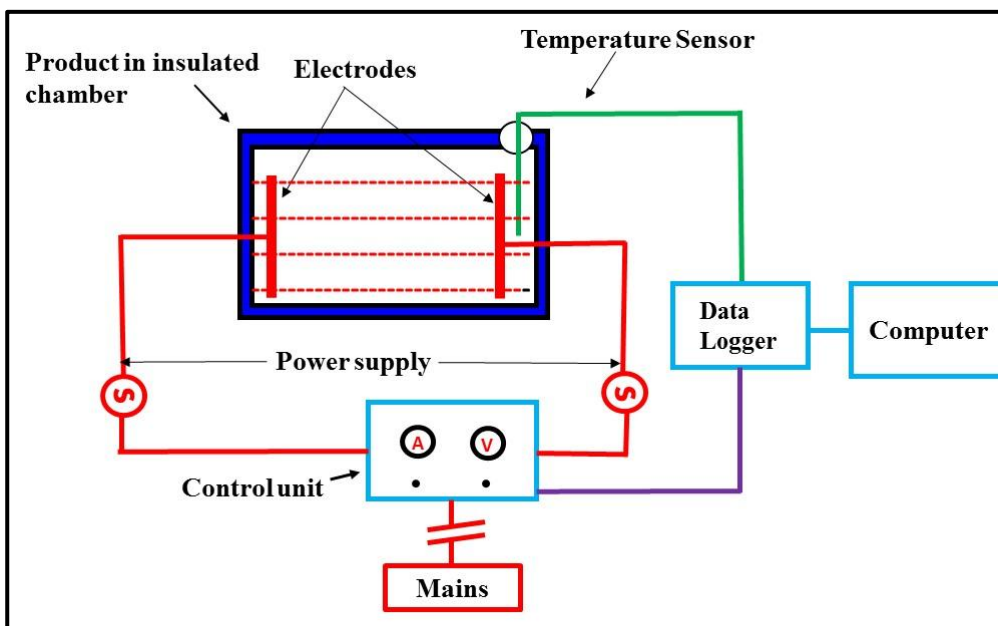 Temperature Sensor
Product in insulated
chamber
Electrodes
Data
Logger
Computer
Power supply
S
S
A
V
Control unit
Mains